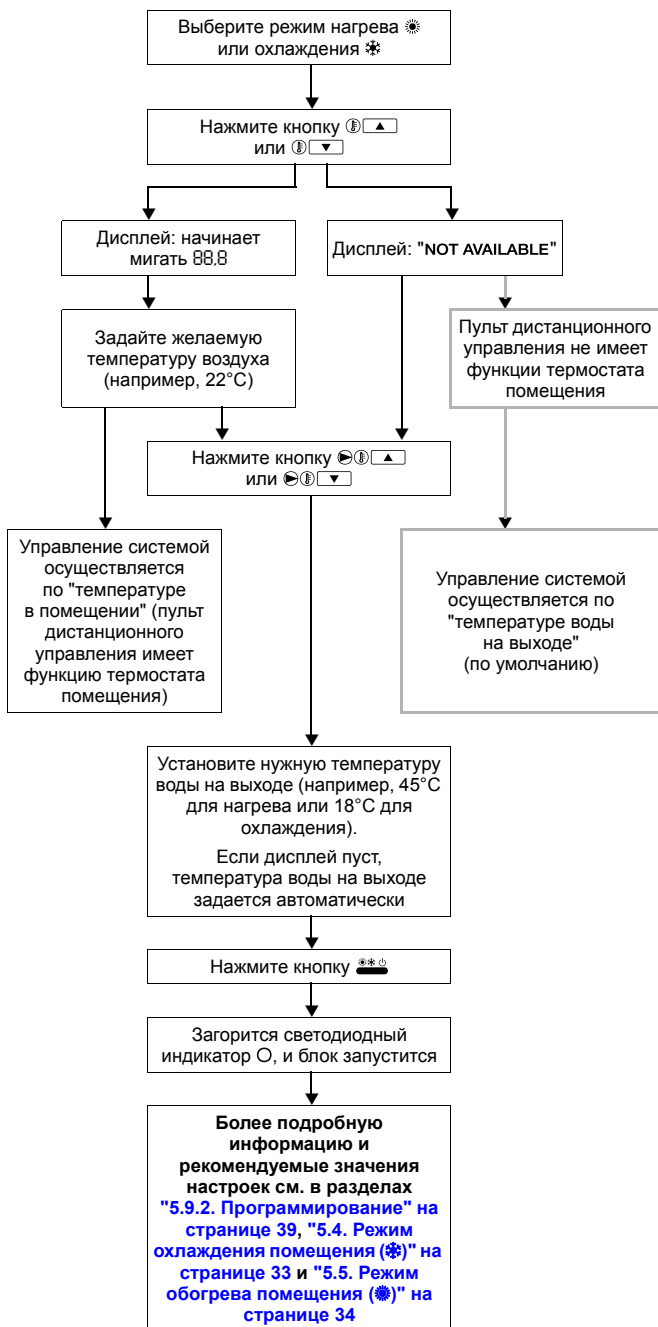 Выберите режим нагрева ☀
или охлаждения ❄
Нажмите кнопку ▲
или ▼
Дисплей: начинает
мигать 88,8
Дисплей: "NOT AVAILABLE"
Задайте желаемую
температуру воздуха
(например, 22°C)
Пульт дистанционного
управления не имеет
функции термостата
помещения
Нажмите кнопку ▲
или ▼
Управление системой
осуществляется
по "температуре
в помещении" (пульт
дистанционного
управления имеет
функцию термостата
помещения)
Управление системой
осуществляется по
"температуре воды
на выходе"
(по умолчанию)
Установите нужную температуру
воды на выходе (например, 45°C
для нагрева или 18°C для
охлаждения).
Если дисплей пуст,
температура воды на выходе
задается автоматически
Нажмите кнопку
Загорится светодиодный
индикатор O, и блок запустится
Более подробную
информацию и
рекомендуемые значения
настроек см. в разделах
"5.9.2. Программирование" на
странице 39, "5.4. Режим
охлаждения помещения (❄)" на
странице 33 и "5.5. Режим
обогрева помещения (☀)" на
странице 34